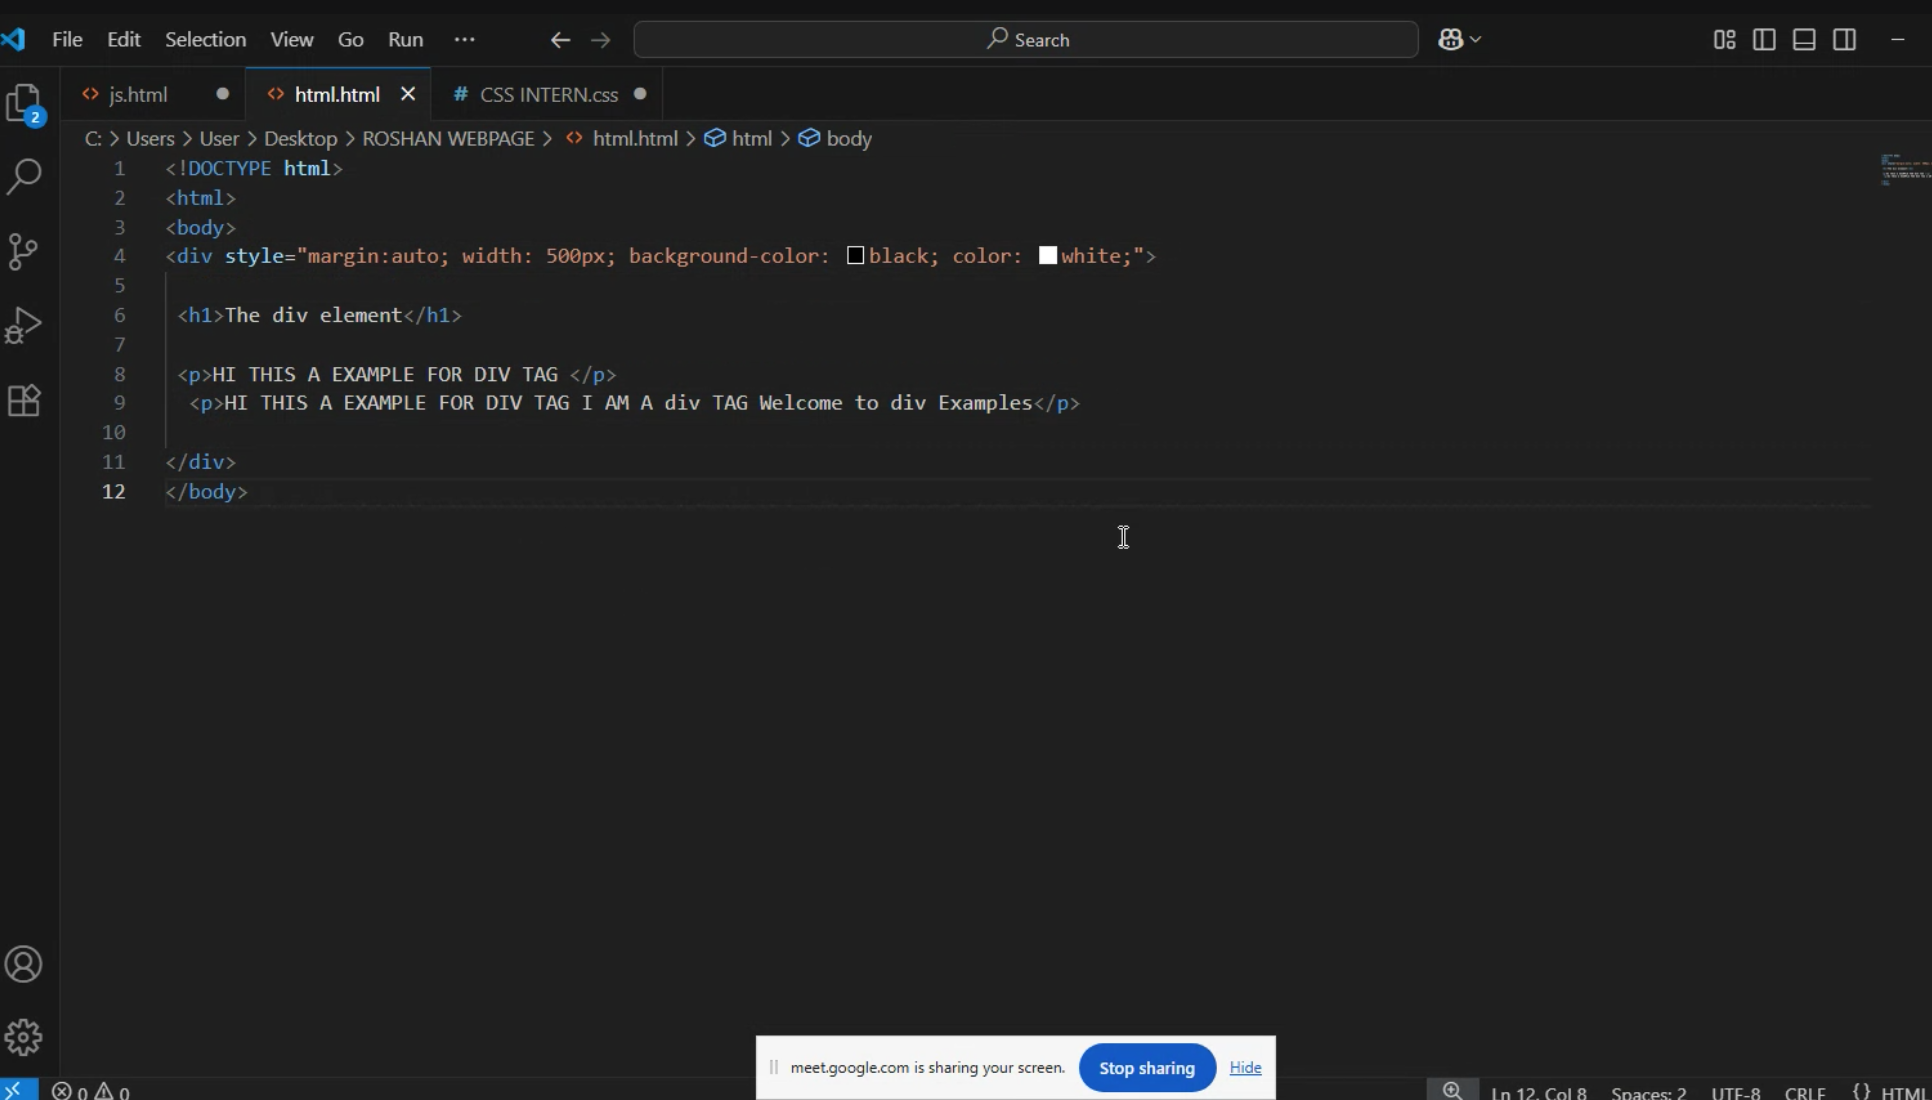 File Edit Selection View Go Run ... Search
js.html html.html CSS INTERN.css
2
C: > Users > User > Desktop > ROSHAN WEBPAGE > html.html > html > body
1 <!DOCTYPE html>
2 <html>
3 <body>
4 <div style="margin:auto; width: 500px; background-color: black; color: white;">
5
6 <h1>The div element</h1>
7
8 <p>HI THIS A EXAMPLE FOR DIV TAG </p>
9 <p>HI THIS A EXAMPLE FOR DIV TAG I AM A div TAG Welcome to div Examples</p>
10
11 </div>
12 </body>
meet.google.com is sharing your screen. Stop sharing Hide
0 0 Ln 12, Col 8 Spaces: 2 UTF-8 CRLF {} HTML